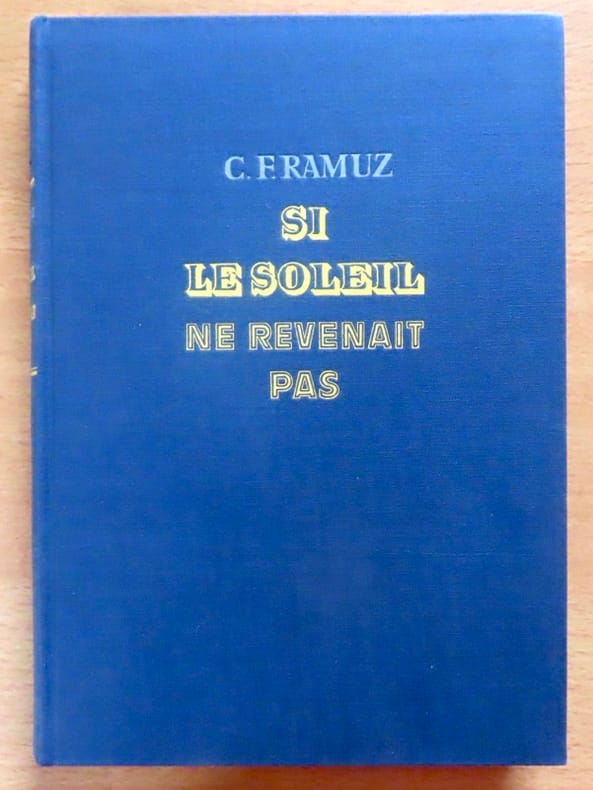 C. F. RAMUZ
SI
LE SOLEIL
NE REVENAIT
PAS